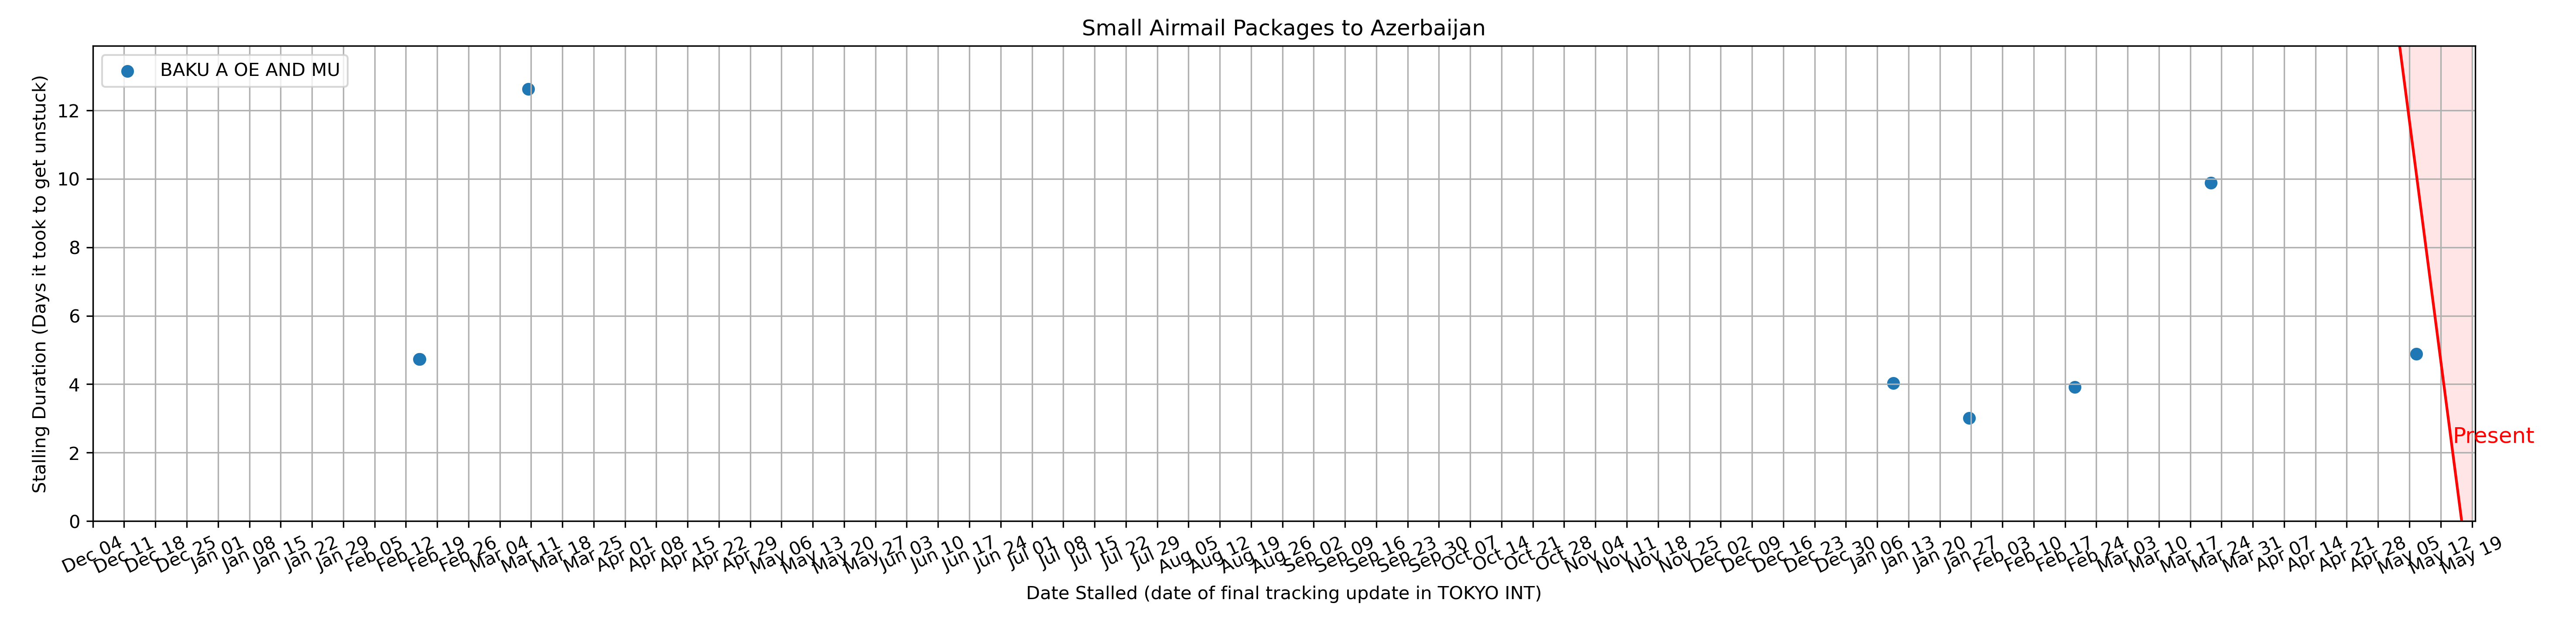 Small Airmail Packages to Azerbaijan
BAKU A OE AND MU
Stalling Duration (Days it took to get unstuck)
12
10
8
6
4
2
0
Present
Dec 04 Dec 11 Dec 18 Dec 25 Jan 01 Jan 08 Jan 15 Jan 22 Jan 29 Feb 05 Feb 12 Feb 19 Feb 26 Mar 04 Mar 11 Mar 18 Mar 25 Apr 01 Apr 08 Apr 15 Apr 22 Apr 29 May 06 May 13 May 20 May 27 Jun 03 Jun 10 Jun 17 Jun 24 Jul 01 Jul 08 Jul 15 Jul 22 Jul 29 Aug 05 Aug 12 Aug 19 Aug 26 Sep 02 Sep 09 Sep 16 Sep 23 Sep 30 Oct 07 Oct 14 Oct 21 Oct 28 Nov 04 Nov 11 Nov 18 Nov 25 Dec 02 Dec 09 Dec 16 Dec 23 Dec 30 Jan 06 Jan 13 Jan 20 Jan 27 Feb 03 Feb 10 Feb 17 Feb 24 Mar 03 Mar 10 Mar 17 Mar 24 Mar 31 Apr 07 Apr 14 Apr 21 Apr 28 May 05 May 12 May 19
Date Stalled (date of final tracking update in TOKYO INT)